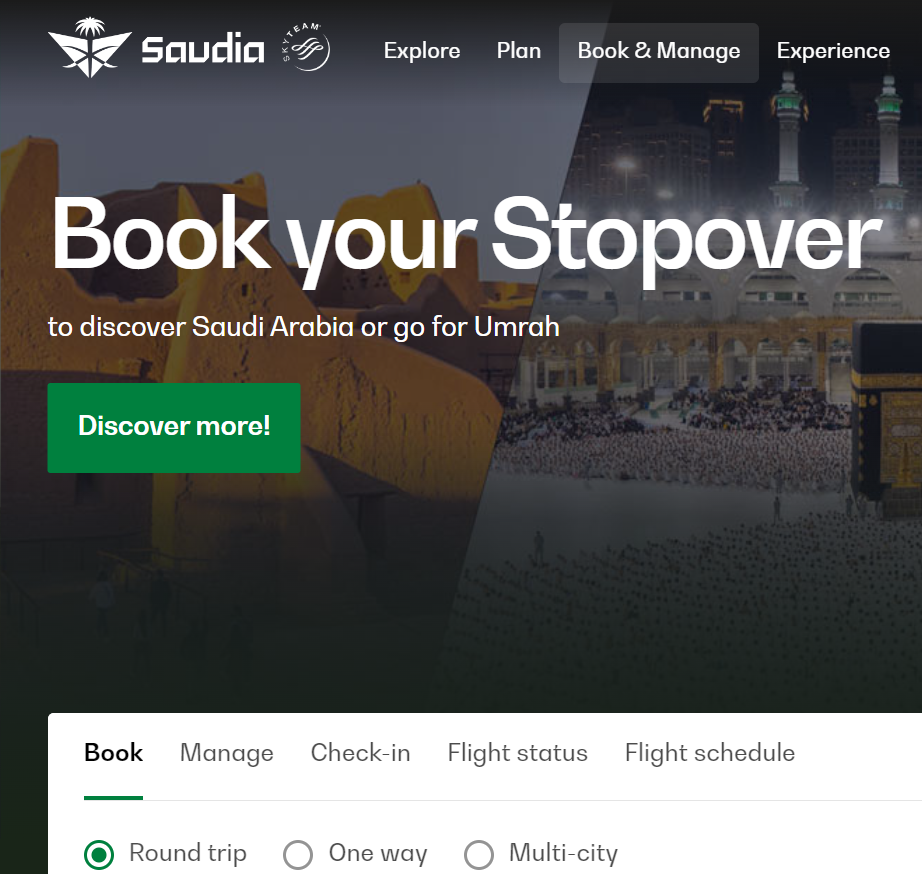 Saudia SKYTEAM Explore Plan Book & Manage Experience
Book your Stopover
to discover Saudi Arabia or go for Umrah
Discover more!
Book Manage Check-in Flight status Flight schedule
Round trip One way Multi-city